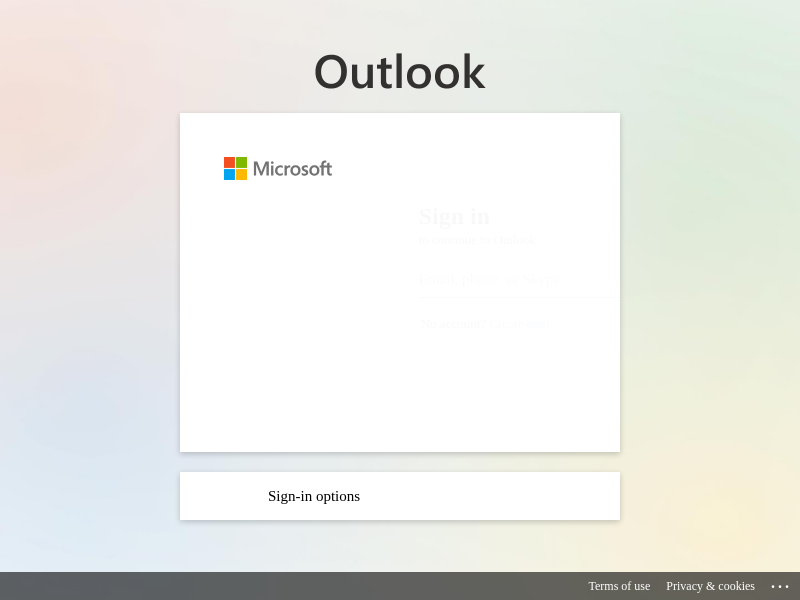 Outlook
Microsoft
Sign in
to continue to Outlook
Email, phone, or Skype
No account? Create one!
Sign-in options
Terms of use Privacy & cookies ...